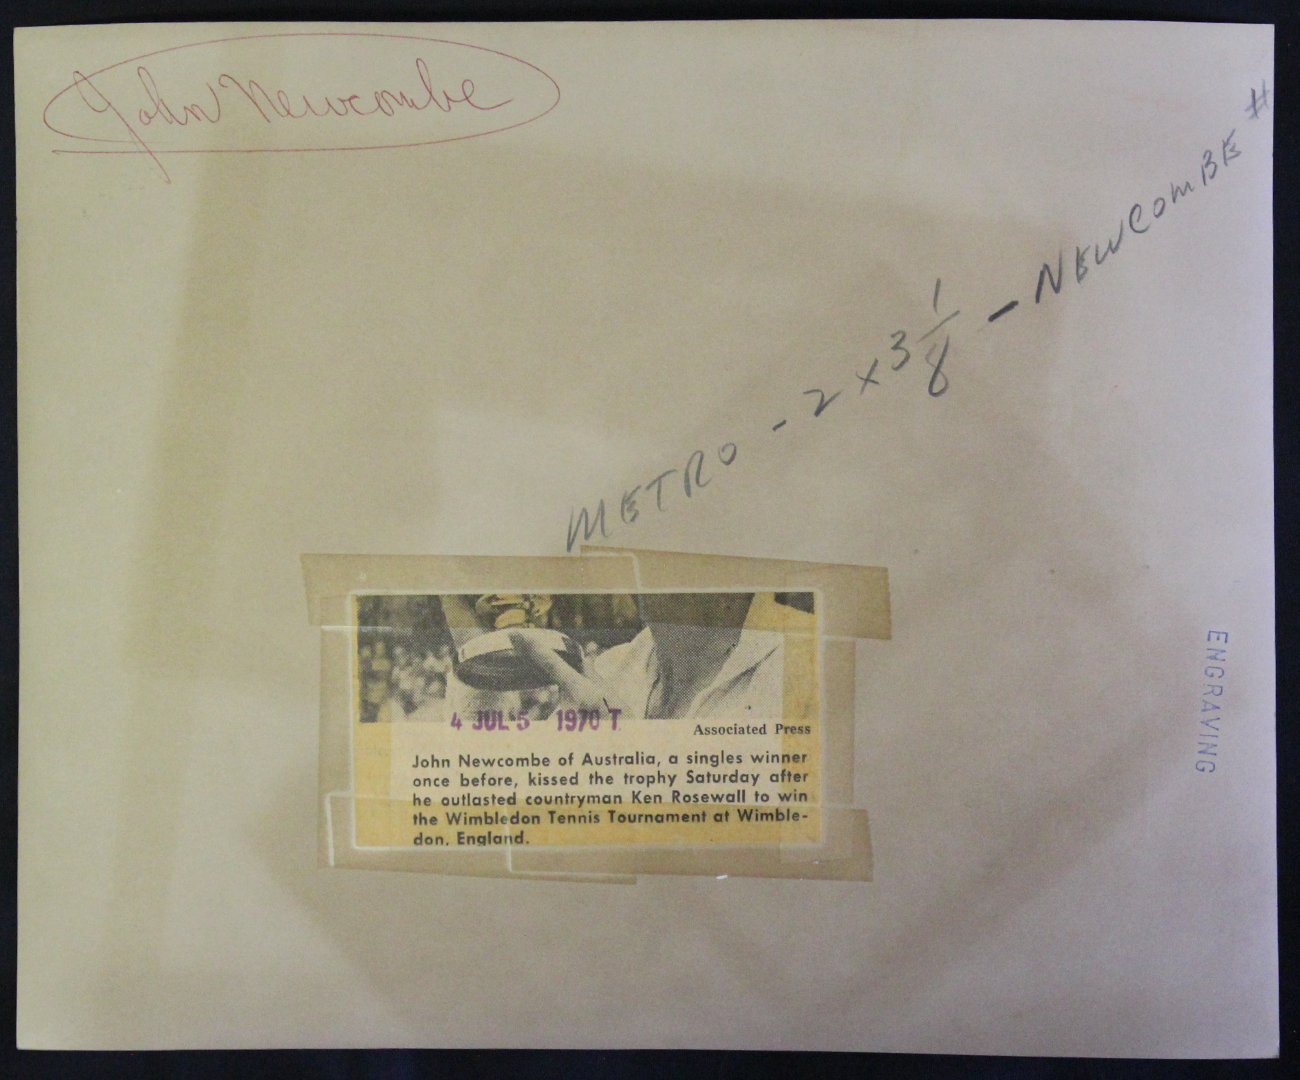 John Newcombe
METRO - 2 x 3 1/8 - NEWCOMBE #
ENGRAVING
4 JUL 5 1970 T
Associated Press
John Newcombe of Australia, a singles winner
once before, kissed the trophy Saturday after
he outlasted countryman Ken Rosewall to win
the Wimbledon Tennis Tournament at Wimble-
don, England.